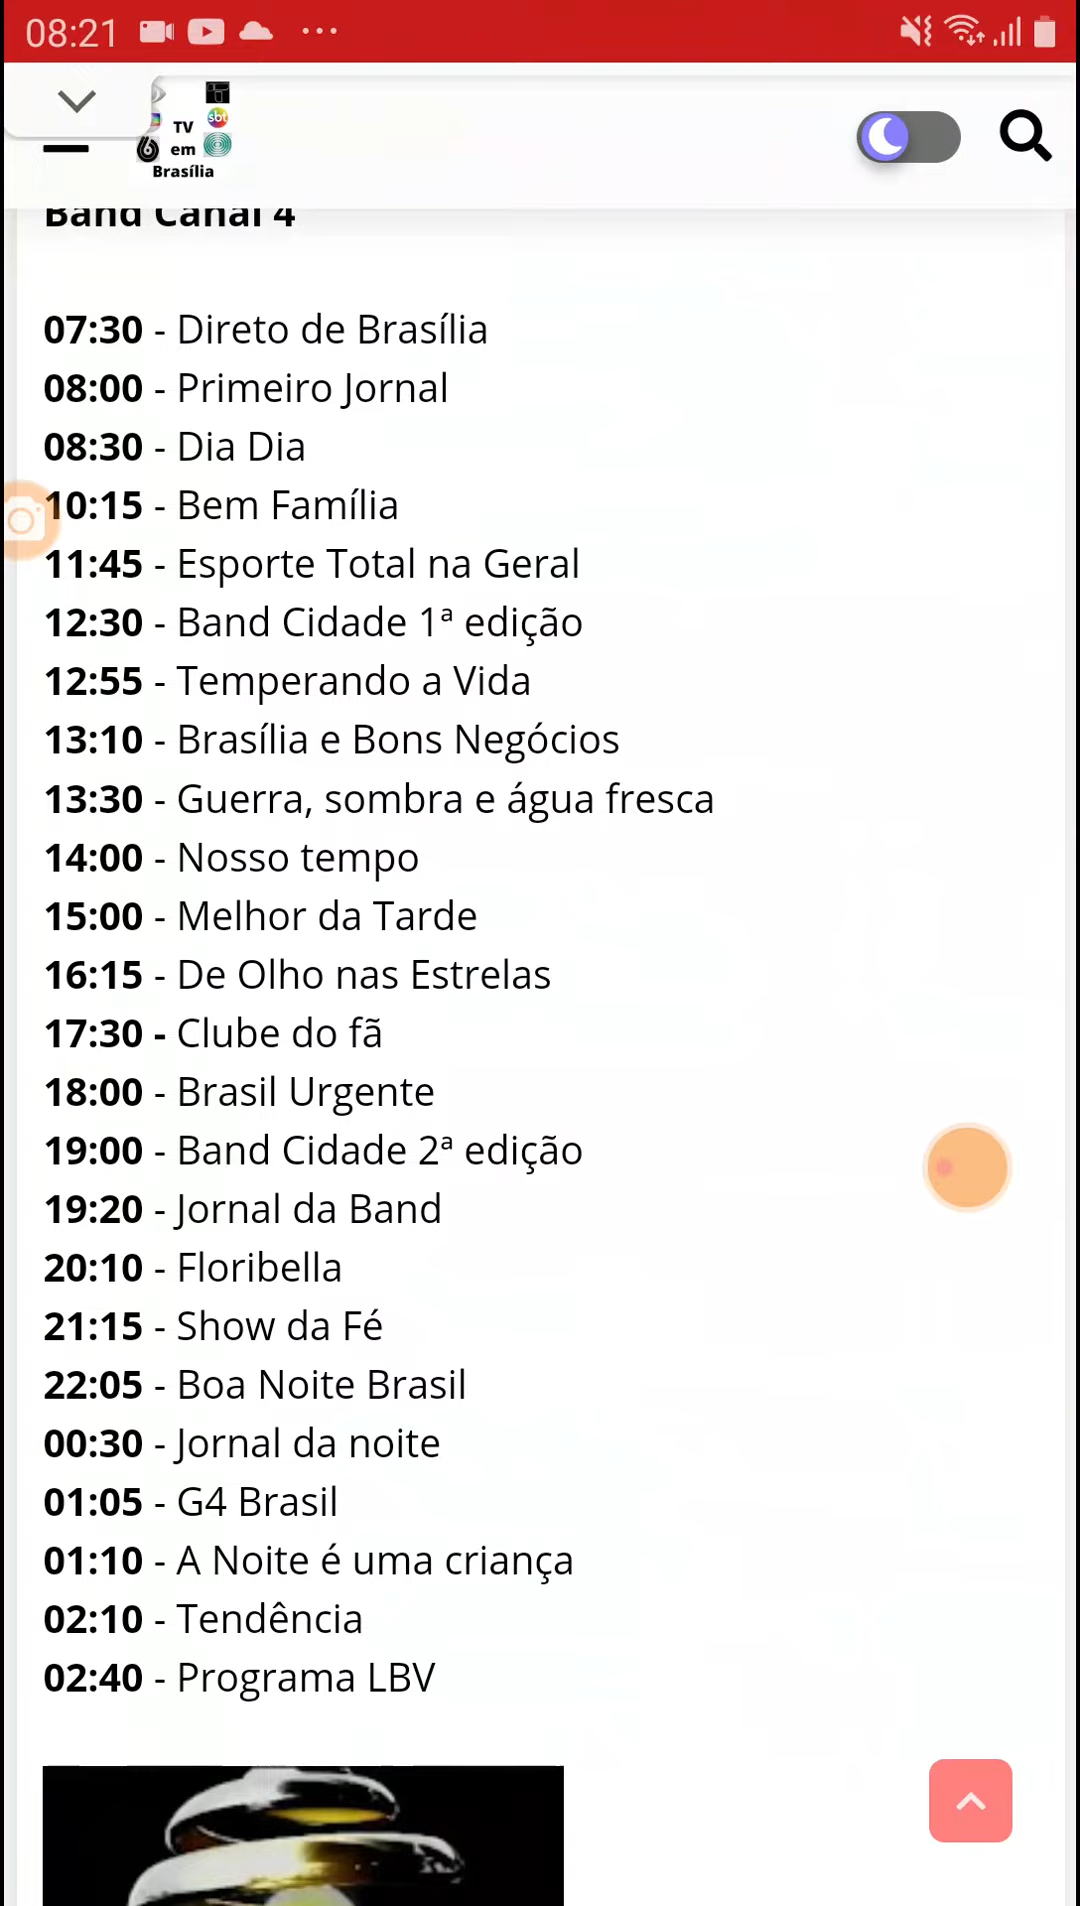 08:21
TV
sbt
em
Brasília
Band Canal 4
07:30 - Direto de Brasília
08:00 - Primeiro Jornal
08:30 - Dia Dia
10:15 - Bem Família
11:45 - Esporte Total na Geral
12:30 - Band Cidade 1ª edição
12:55 - Temperando a Vida
13:10 - Brasília e Bons Negócios
13:30 - Guerra, sombra e água fresca
14:00 - Nosso tempo
15:00 - Melhor da Tarde
16:15 - De Olho nas Estrelas
17:30 - Clube do fã
18:00 - Brasil Urgente
19:00 - Band Cidade 2ª edição
19:20 - Jornal da Band
20:10 - Floribella
21:15 - Show da Fé
22:05 - Boa Noite Brasil
00:30 - Jornal da noite
01:05 - G4 Brasil
01:10 - A Noite é uma criança
02:10 - Tendência
02:40 - Programa LBV